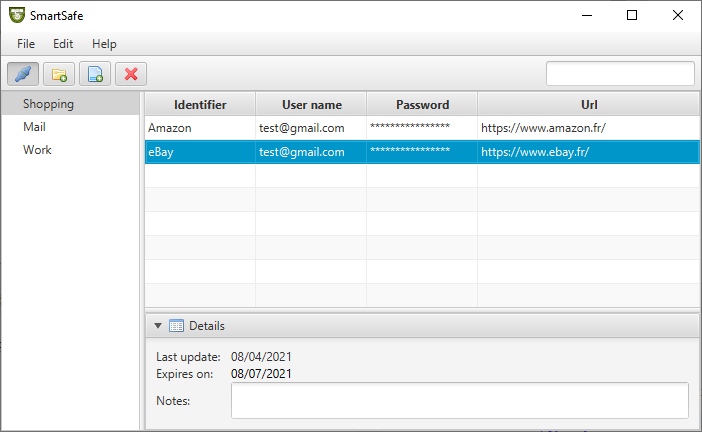 SmartSafe
File Edit Help
Shopping
Mail
Work
Identifier User name Password Url
Amazon test@gmail.com **************** https://www.amazon.fr/
eBay test@gmail.com **************** https://www.ebay.fr/
Details
Last update: 08/04/2021
Expires on: 08/07/2021
Notes: